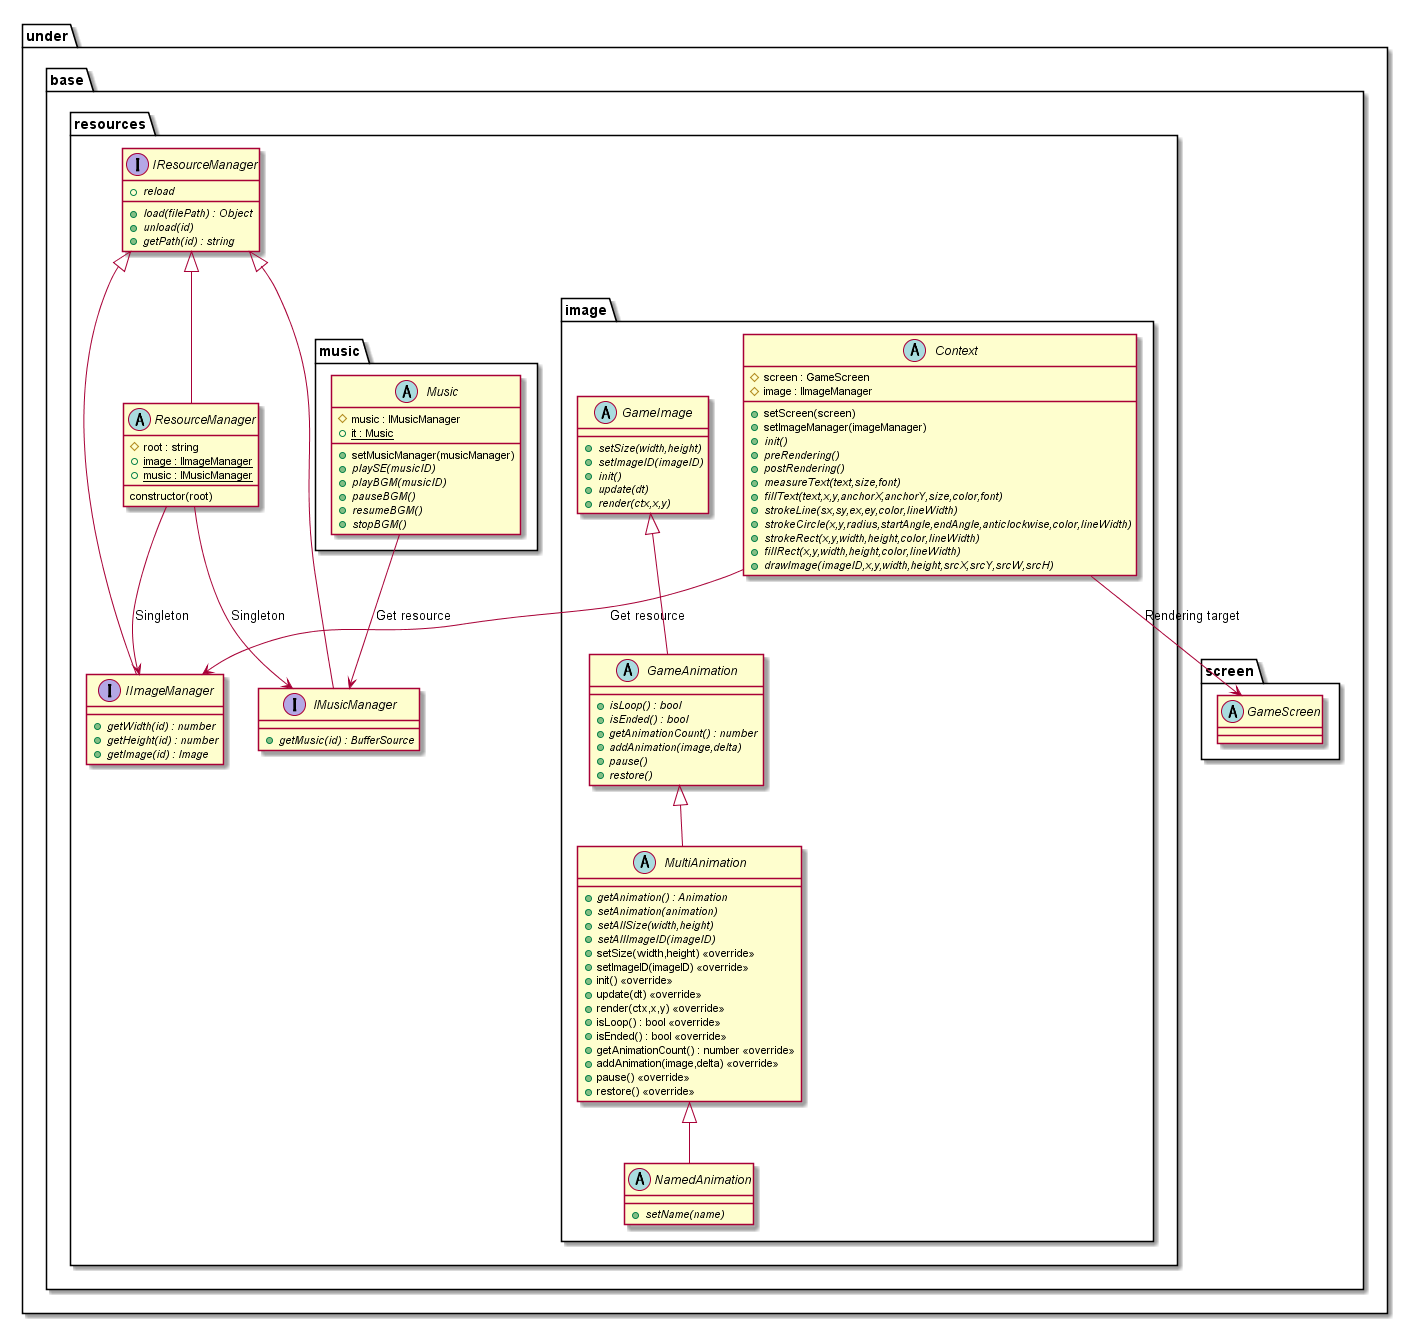 under
base
resources
I IResourceManager
reload
load(filePath) : Object
unload(id)
getPath(id) : string
image
music
A Music
music : IMusicManager
it : Music
setMusicManager(musicManager)
playSE(musicID)
playBGM(musicID)
pauseBGM()
resumeBGM()
stopBGM()
A Context
screen : GameScreen
image : IImageManager
setScreen(screen)
setImageManager(imageManager)
init()
preRendering()
postRendering()
measureText(text,size,font)
fillText(text,x,y,anchorX,anchorY,size,color,font)
strokeLine(sx,sy,ex,ey,color,lineWidth)
strokeCircle(x,y,radius,startAngle,endAngle,anticlockwise,color,lineWidth)
strokeRect(x,y,width,height,color,lineWidth)
fillRect(x,y,width,height,color,lineWidth)
drawImage(imageID,x,y,width,height,srcX,srcY,srcW,srcH)
A GameImage
setSize(width,height)
setImageID(imageID)
init()
update(dt)
render(ctx,x,y)
A ResourceManager
root : string
image : IImageManager
music : IMusicManager
constructor(root)
Singleton
Singleton
Get resource
Get resource
Rendering target
I IImageManager
getWidth(id) : number
getHeight(id) : number
getImage(id) : Image
I IMusicManager
getMusic(id) : BufferSource
A GameAnimation
isLoop() : bool
isEnded() : bool
getAnimationCount() : number
addAnimation(image,delta)
pause()
restore()
screen
A GameScreen
A MultiAnimation
getAnimation() : Animation
setAnimation(animation)
setAllSize(width,height)
setAllImageID(imageID)
setSize(width,height) «override»
setImageID(imageID) «override»
init() «override»
update(dt) «override»
render(ctx,x,y) «override»
isLoop() : bool «override»
isEnded() : bool «override»
getAnimationCount() : number «override»
addAnimation(image,delta) «override»
pause() «override»
restore() «override»
A NamedAnimation
setName(name)